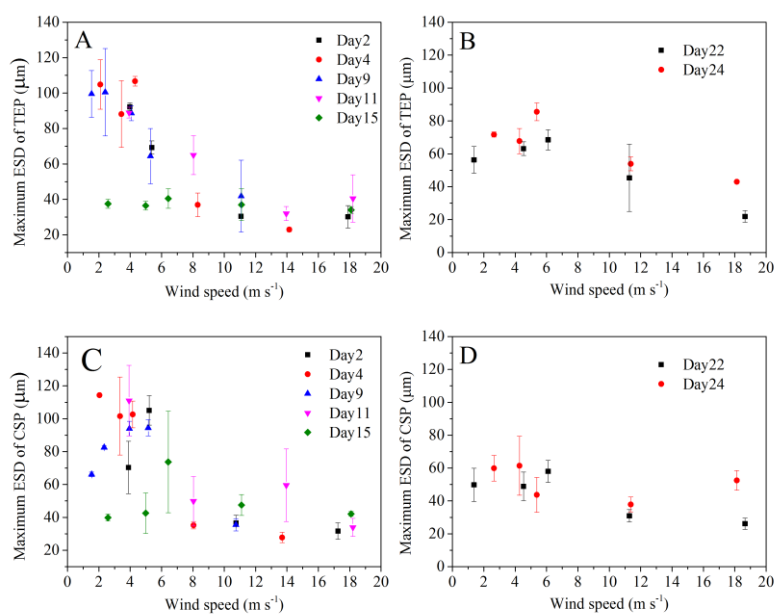 A
Day2
Day4
Day9
Day11
Day15
Maximum ESD of TEP (μm)
140
120
100
80
60
40
20
0
0 2 4 6 8 10 12 14 16 18 20
Wind speed (m s⁻¹)
B
Day22
Day24
Maximum ESD of TEP (μm)
140
120
100
80
60
40
20
0
0 2 4 6 8 10 12 14 16 18 20
Wind speed (m s⁻¹)
C
Day2
Day4
Day9
Day11
Day15
Maximum ESD of CSP (μm)
140
120
100
80
60
40
20
0 2 4 6 8 10 12 14 16 18 20
Wind speed (m s⁻¹)
D
Day22
Day24
Maximum ESD of CSP (μm)
140
120
100
80
60
40
20
0 2 4 6 8 10 12 14 16 18 20
Wind speed (m s⁻¹)